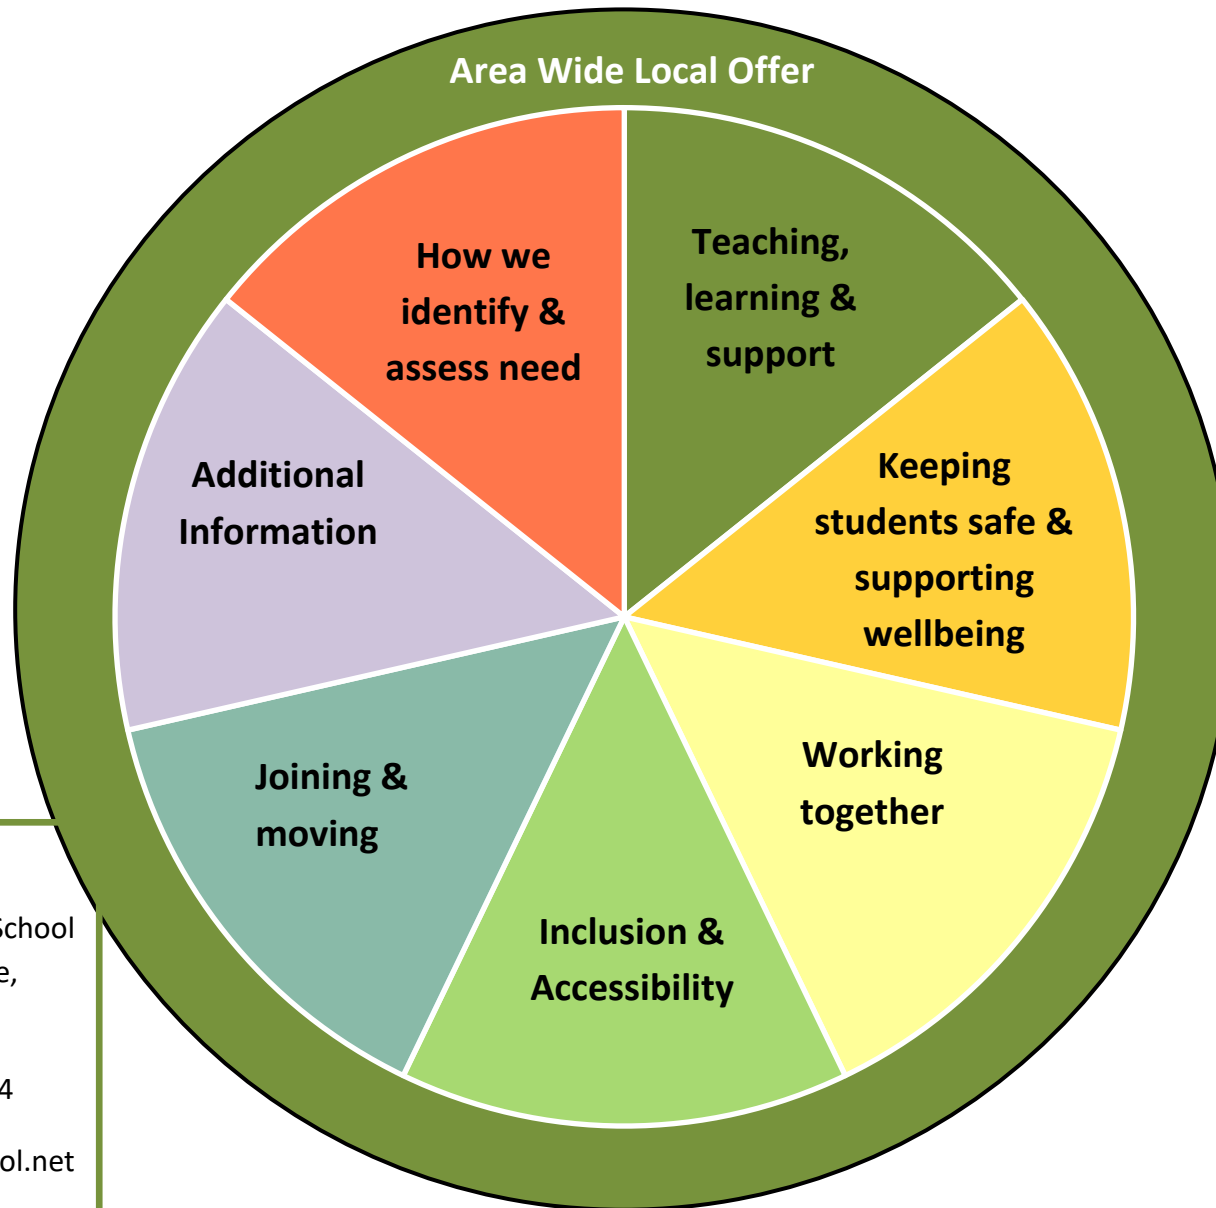 Area Wide Local Offer
How we
identify &
assess need
Teaching,
learning &
support
Keeping
students safe &
supporting
wellbeing
Working
together
Inclusion &
Accessibility
Joining &
moving
Additional
Information
School
e,
4
ol.net